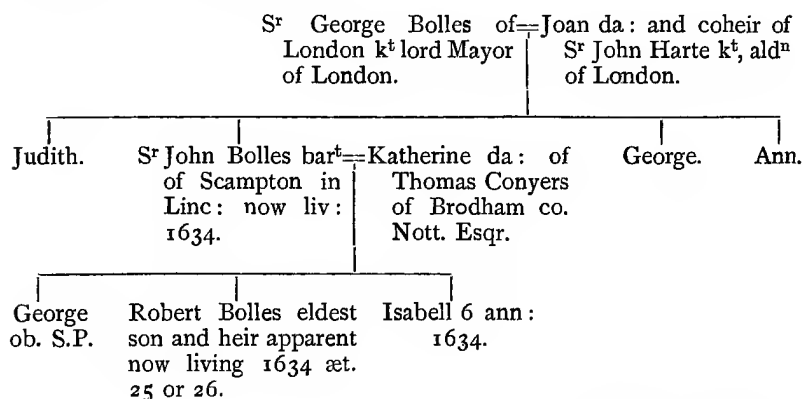 Sʳ George Bolles of=Joan da: and coheir of
London kᵗ lord Mayor Sʳ John Harte kᵗ, aldⁿ
of London. of London.
Judith. Sʳ John Bolles barᵗ=Katherine da: of George. Ann.
of Scampton in Thomas Conyers
Linc: now liv: of Brodham co.
1634. Nott. Esqr.
George Robert Bolles eldest Isabell 6 ann:
ob. S.P. son and heir apparent 1634.
now living 1634 æt.
25 or 26.